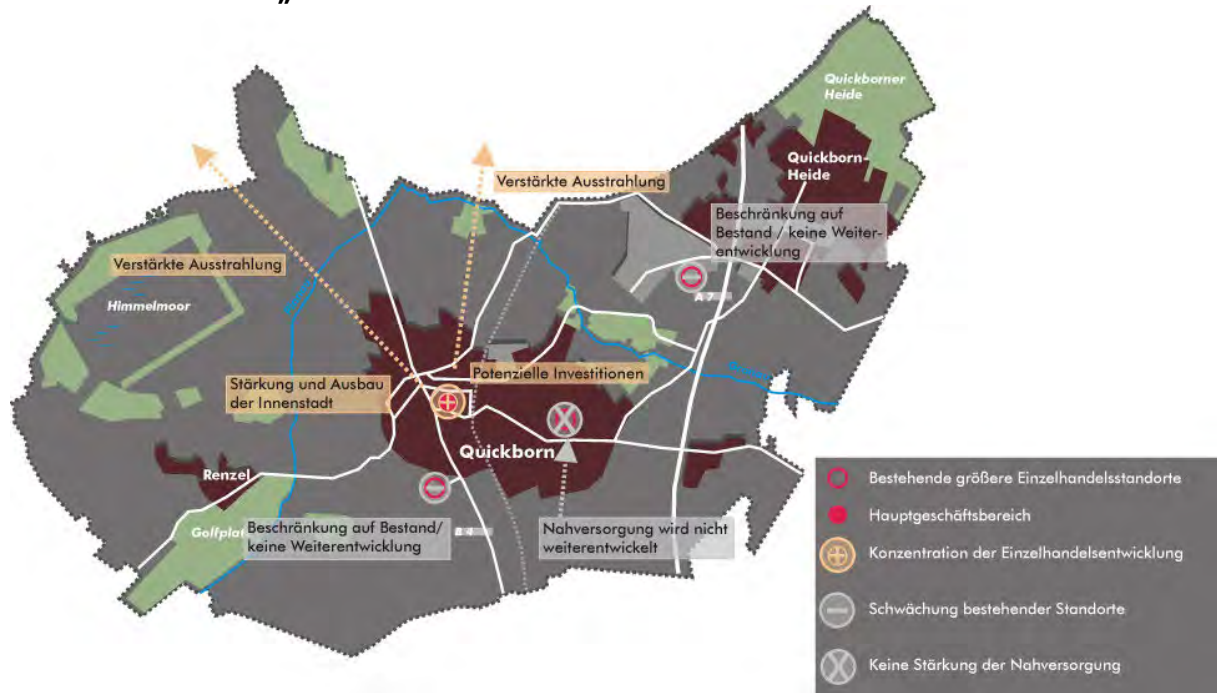 „
Quickborner
Heide
Quickborn-
Heide
Verstärkte Ausstrahlung
Beschränkung auf
Bestand / keine Weiter-
entwicklung
Verstärkte Ausstrahlung
A 7
Himmelmoor
Stärkung und Ausbau
der Innenstadt
Potenzielle Investitionen
Quickborn
Renzel
Beschränkung auf Bestand/
keine Weiterentwicklung
B 4
Nahversorgung wird nicht
weiterentwickelt
Bestehende größere Einzelhandelsstandorte
Hauptgeschäftsbereich
Konzentration der Einzelhandelsentwicklung
Schwächung bestehender Standorte
Keine Stärkung der Nahversorgung